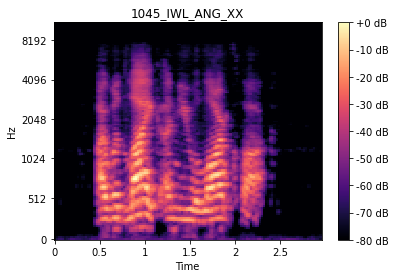 1045_IWL_ANG_XX
+0 dB
8192
-10 dB
4096
-20 dB
-30 dB
2048
Hz
-40 dB
1024
-50 dB
512
-60 dB
-70 dB
0
-80 dB
0 0.5 1 1.5 2 2.5
Time